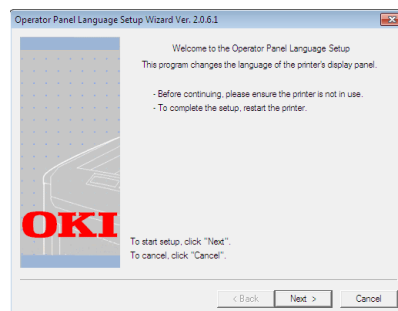 Operator Panel Language Setup Wizard Ver. 2.0.6.1
Welcome to the Operator Panel Language Setup
This program changes the language of the printer's display panel.
- Before continuing, please ensure the printer is not in use.
- To complete the setup, restart the printer.
OKI
To start setup, click "Next".
To cancel, click "Cancel".
< Back
Next >
Cancel